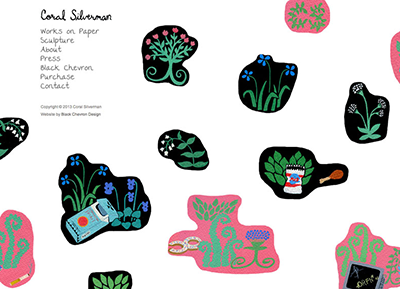 Coral Silverman
Works on Paper
Sculpture
About
Press
Black Chevron
Purchase
Contact
Copyright © 2013 Coral Silverman
Website by Black Chevron Design